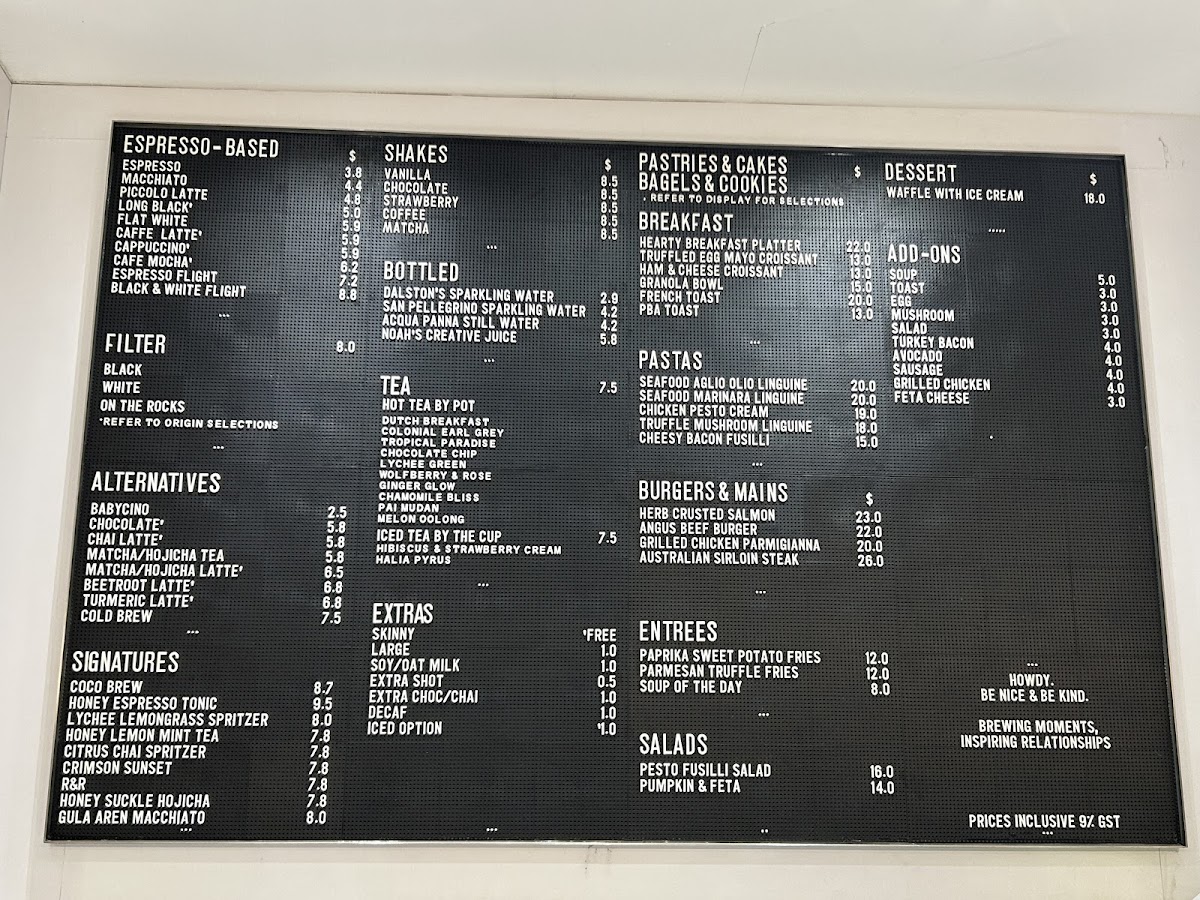 ESPRESSO-BASED $
ESPRESSO 3.8
MACCHIATO 4.4
PICCOLO LATTE 4.8
LONG BLACK' 5.0
FLAT WHITE 5.9
CAFFE LATTE' 5.9
CAPPUCCINO' 5.9
CAFE MOCHA' 6.2
ESPRESSO FLIGHT 7.2
BLACK & WHITE FLIGHT 8.8
...
FILTER 8.0
BLACK
WHITE
ON THE ROCKS
'REFER TO ORIGIN SELECTIONS
...
ALTERNATIVES
BABYCINO 2.5
CHOCOLATE' 5.8
CHAI LATTE' 5.8
MATCHA/HOJICHA TEA 5.8
MATCHA/HOJICHA LATTE' 6.5
BEETROOT LATTE' 6.8
TURMERIC LATTE' 6.8
COLD BREW 7.5
...
SIGNATURES
COCO BREW 8.7
HONEY ESPRESSO TONIC 9.5
LYCHEE LEMONGRASS SPRITZER 8.0
HONEY LEMON MINT TEA 7.8
CITRUS CHAI SPRITZER 7.8
CRIMSON SUNSET 7.8
R&R 7.8
HONEY SUCKLE HOJICHA 7.8
GULA AREN MACCHIATO 8.0
...
SHAKES $
VANILLA 8.5
CHOCOLATE 8.5
STRAWBERRY 8.5
COFFEE 8.5
MATCHA 8.5
...
BOTTLED
DALSTON'S SPARKLING WATER 2.9
SAN PELLEGRINO SPARKLING WATER 4.2
ACQUA PANNA STILL WATER 4.2
NOAH'S CREATIVE JUICE 5.8
...
TEA 7.5
HOT TEA BY POT
DUTCH BREAKFAST
COLONIAL EARL GREY
TROPICAL PARADISE
CHOCOLATE CHIP
LYCHEE GREEN
WOLFBERRY & ROSE
GINGER GLOW
CHAMOMILE BLISS
PAI MUDAN
MELON OOLONG
ICED TEA BY THE CUP 7.5
HIBISCUS & STRAWBERRY CREAM
HALIA PYRUS
...
EXTRAS
SKINNY 'FREE
LARGE 1.0
SOY/OAT MILK 1.0
EXTRA SHOT 0.5
EXTRA CHOC/CHAI 1.0
DECAF 1.0
ICED OPTION '1.0
...
PASTRIES & CAKES $
BAGELS & COOKIES
. REFER TO DISPLAY FOR SELECTIONS
BREAKFAST
HEARTY BREAKFAST PLATTER 22.0
TRUFFLED EGG MAYO CROISSANT 13.0
HAM & CHEESE CROISSANT 13.0
GRANOLA BOWL 15.0
FRENCH TOAST 20.0
PBA TOAST 13.0
...
PASTAS
SEAFOOD AGLIO OLIO LINGUINE 20.0
SEAFOOD MARINARA LINGUINE 20.0
CHICKEN PESTO CREAM 19.0
TRUFFLE MUSHROOM LINGUINE 18.0
CHEESY BACON FUSILLI 15.0
...
BURGERS & MAINS $
HERB CRUSTED SALMON 23.0
ANGUS BEEF BURGER 22.0
GRILLED CHICKEN PARMIGIANNA 20.0
AUSTRALIAN SIRLOIN STEAK 26.0
...
ENTREES
PAPRIKA SWEET POTATO FRIES 12.0
PARMESAN TRUFFLE FRIES 12.0
SOUP OF THE DAY 8.0
...
SALADS
PESTO FUSILLI SALAD 16.0
PUMPKIN & FETA 14.0
..
DESSERT $
WAFFLE WITH ICE CREAM 18.0
.....
ADD-ONS
SOUP 5.0
TOAST 3.0
EGG 3.0
MUSHROOM 3.0
SALAD 3.0
TURKEY BACON 4.0
AVOCADO 4.0
SAUSAGE 4.0
GRILLED CHICKEN 4.0
FETA CHEESE 3.0
...
HOWDY.
BE NICE & BE KIND.
BREWING MOMENTS,
INSPIRING RELATIONSHIPS
PRICES INCLUSIVE 9% GST
...